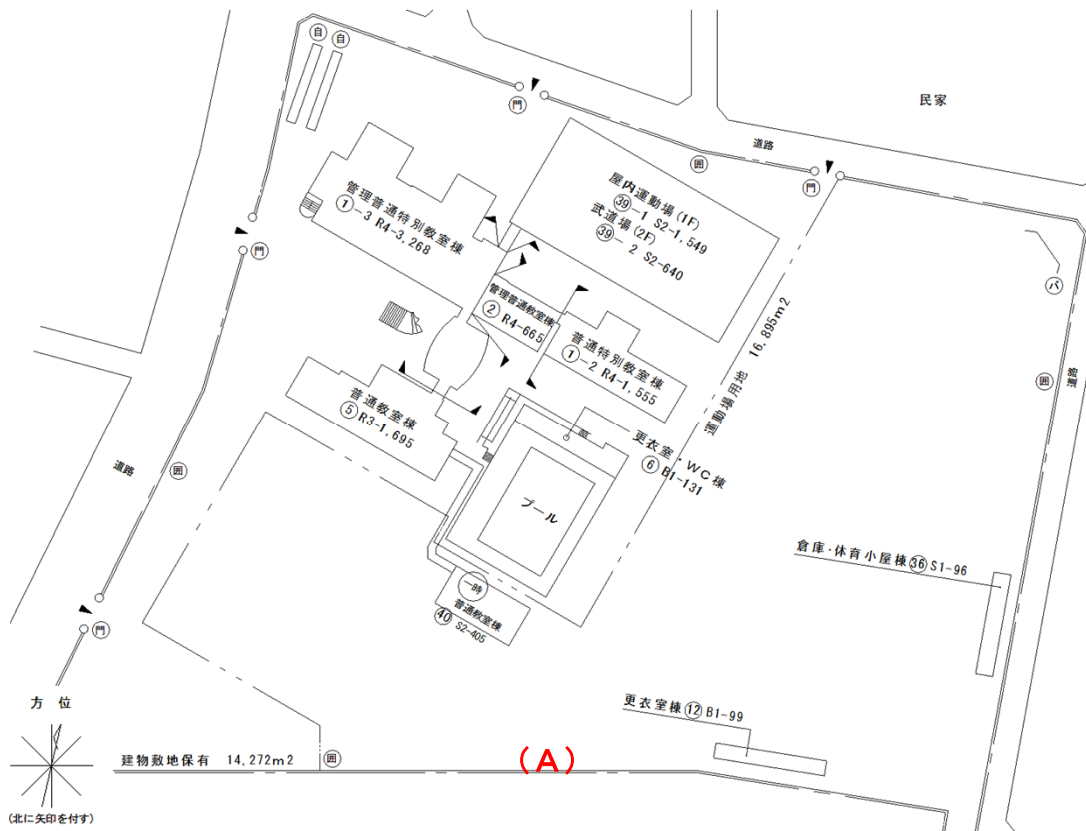 自 自
門
民家
道路
囲
門
管理普通特別教室棟
①-3 R4-3,268
屋内運動場(1F)
㊴-1 S2-1,549
武道場(2F)
㊴-2 S2-640
門
パ
管理普通教室棟
② R4-665
普通特別教室棟
①-2 R4-1,555
運動場用地 16,895m2
道路
囲
普通教室棟
⑤ R3-1,695
更衣室・WC棟
⑥ B1-131
道路
囲
プール
倉庫・体育小屋棟㊱ S1-96
一時
普通教室棟
㊵ S2-405
門
方 位
(北に矢印を付す)
更衣室棟⑫ B1-99
建物敷地保有 14,272m2
囲
(A)